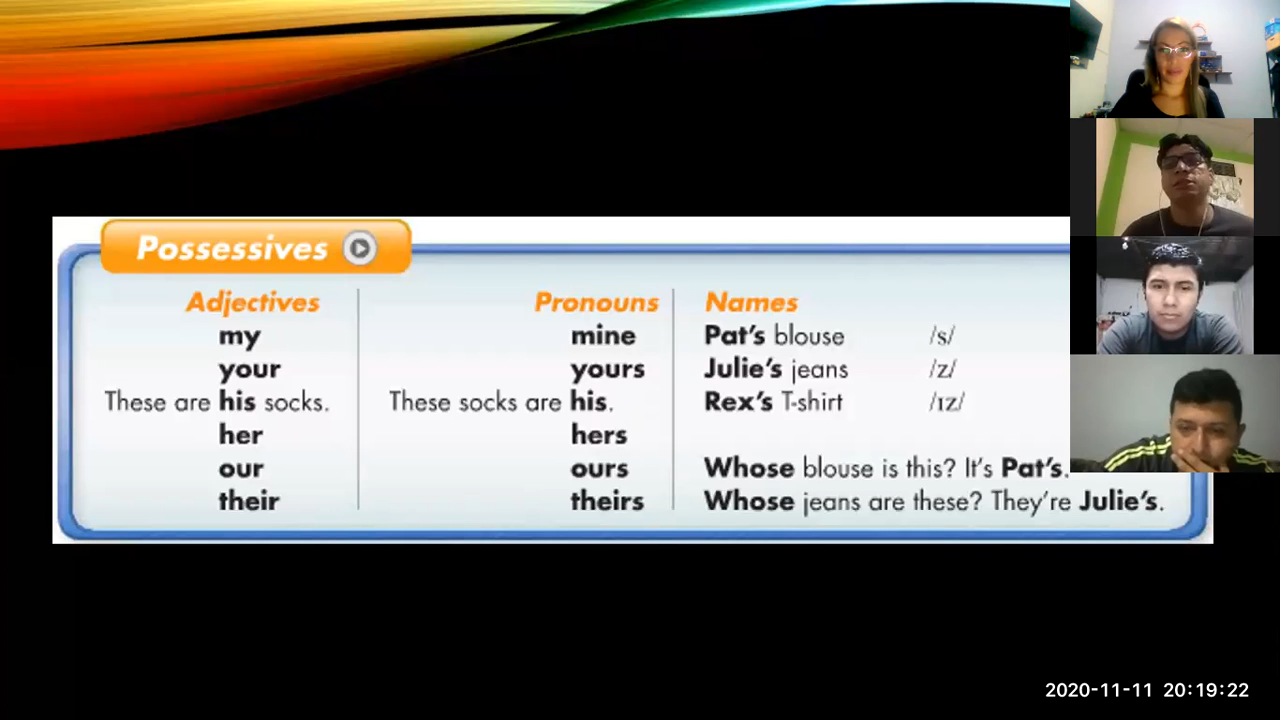 Possessives
Adjectives Pronouns Names
my mine Pat's blouse /s/
your yours Julie's jeans /z/
These are his socks. These socks are his. Rex's T-shirt /ɪz/
her hers
our ours Whose blouse is this? It's Pat's.
their theirs Whose jeans are these? They're Julie's.
2020-11-11 20:19:22